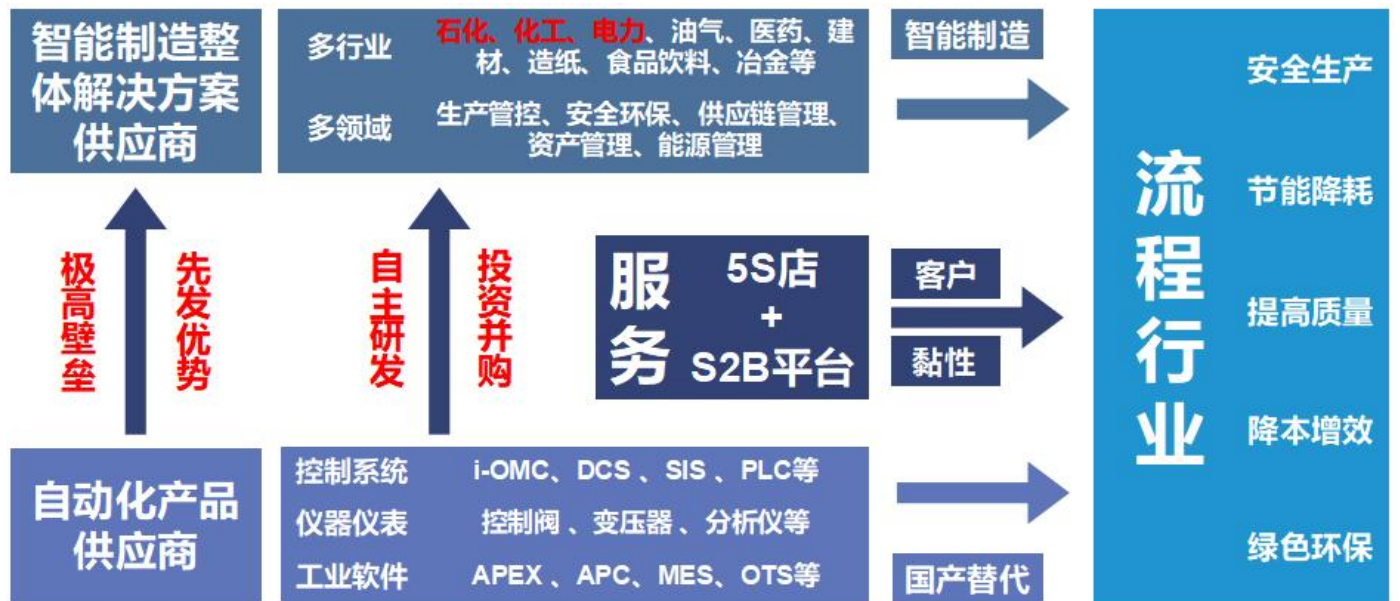 智能制造整
体解决方案
供应商
多行业
石化、化工、电力、油气、医药、建
材、造纸、食品饮料、冶金等
多领域
生产管控、安全环保、供应链管理、
资产管理、能源管理
智能制造
极高壁垒
先发优势
自主研发
投资并购
服务
5S店
+
S2B平台
客户
黏性
自动化产品
供应商
控制系统
i-OMC、DCS 、SIS 、PLC等
仪器仪表
控制阀 、变压器 、分析仪等
工业软件
APEX 、APC、MES、OTS等
国产替代
流程行业
安全生产
节能降耗
提高质量
降本增效
绿色环保